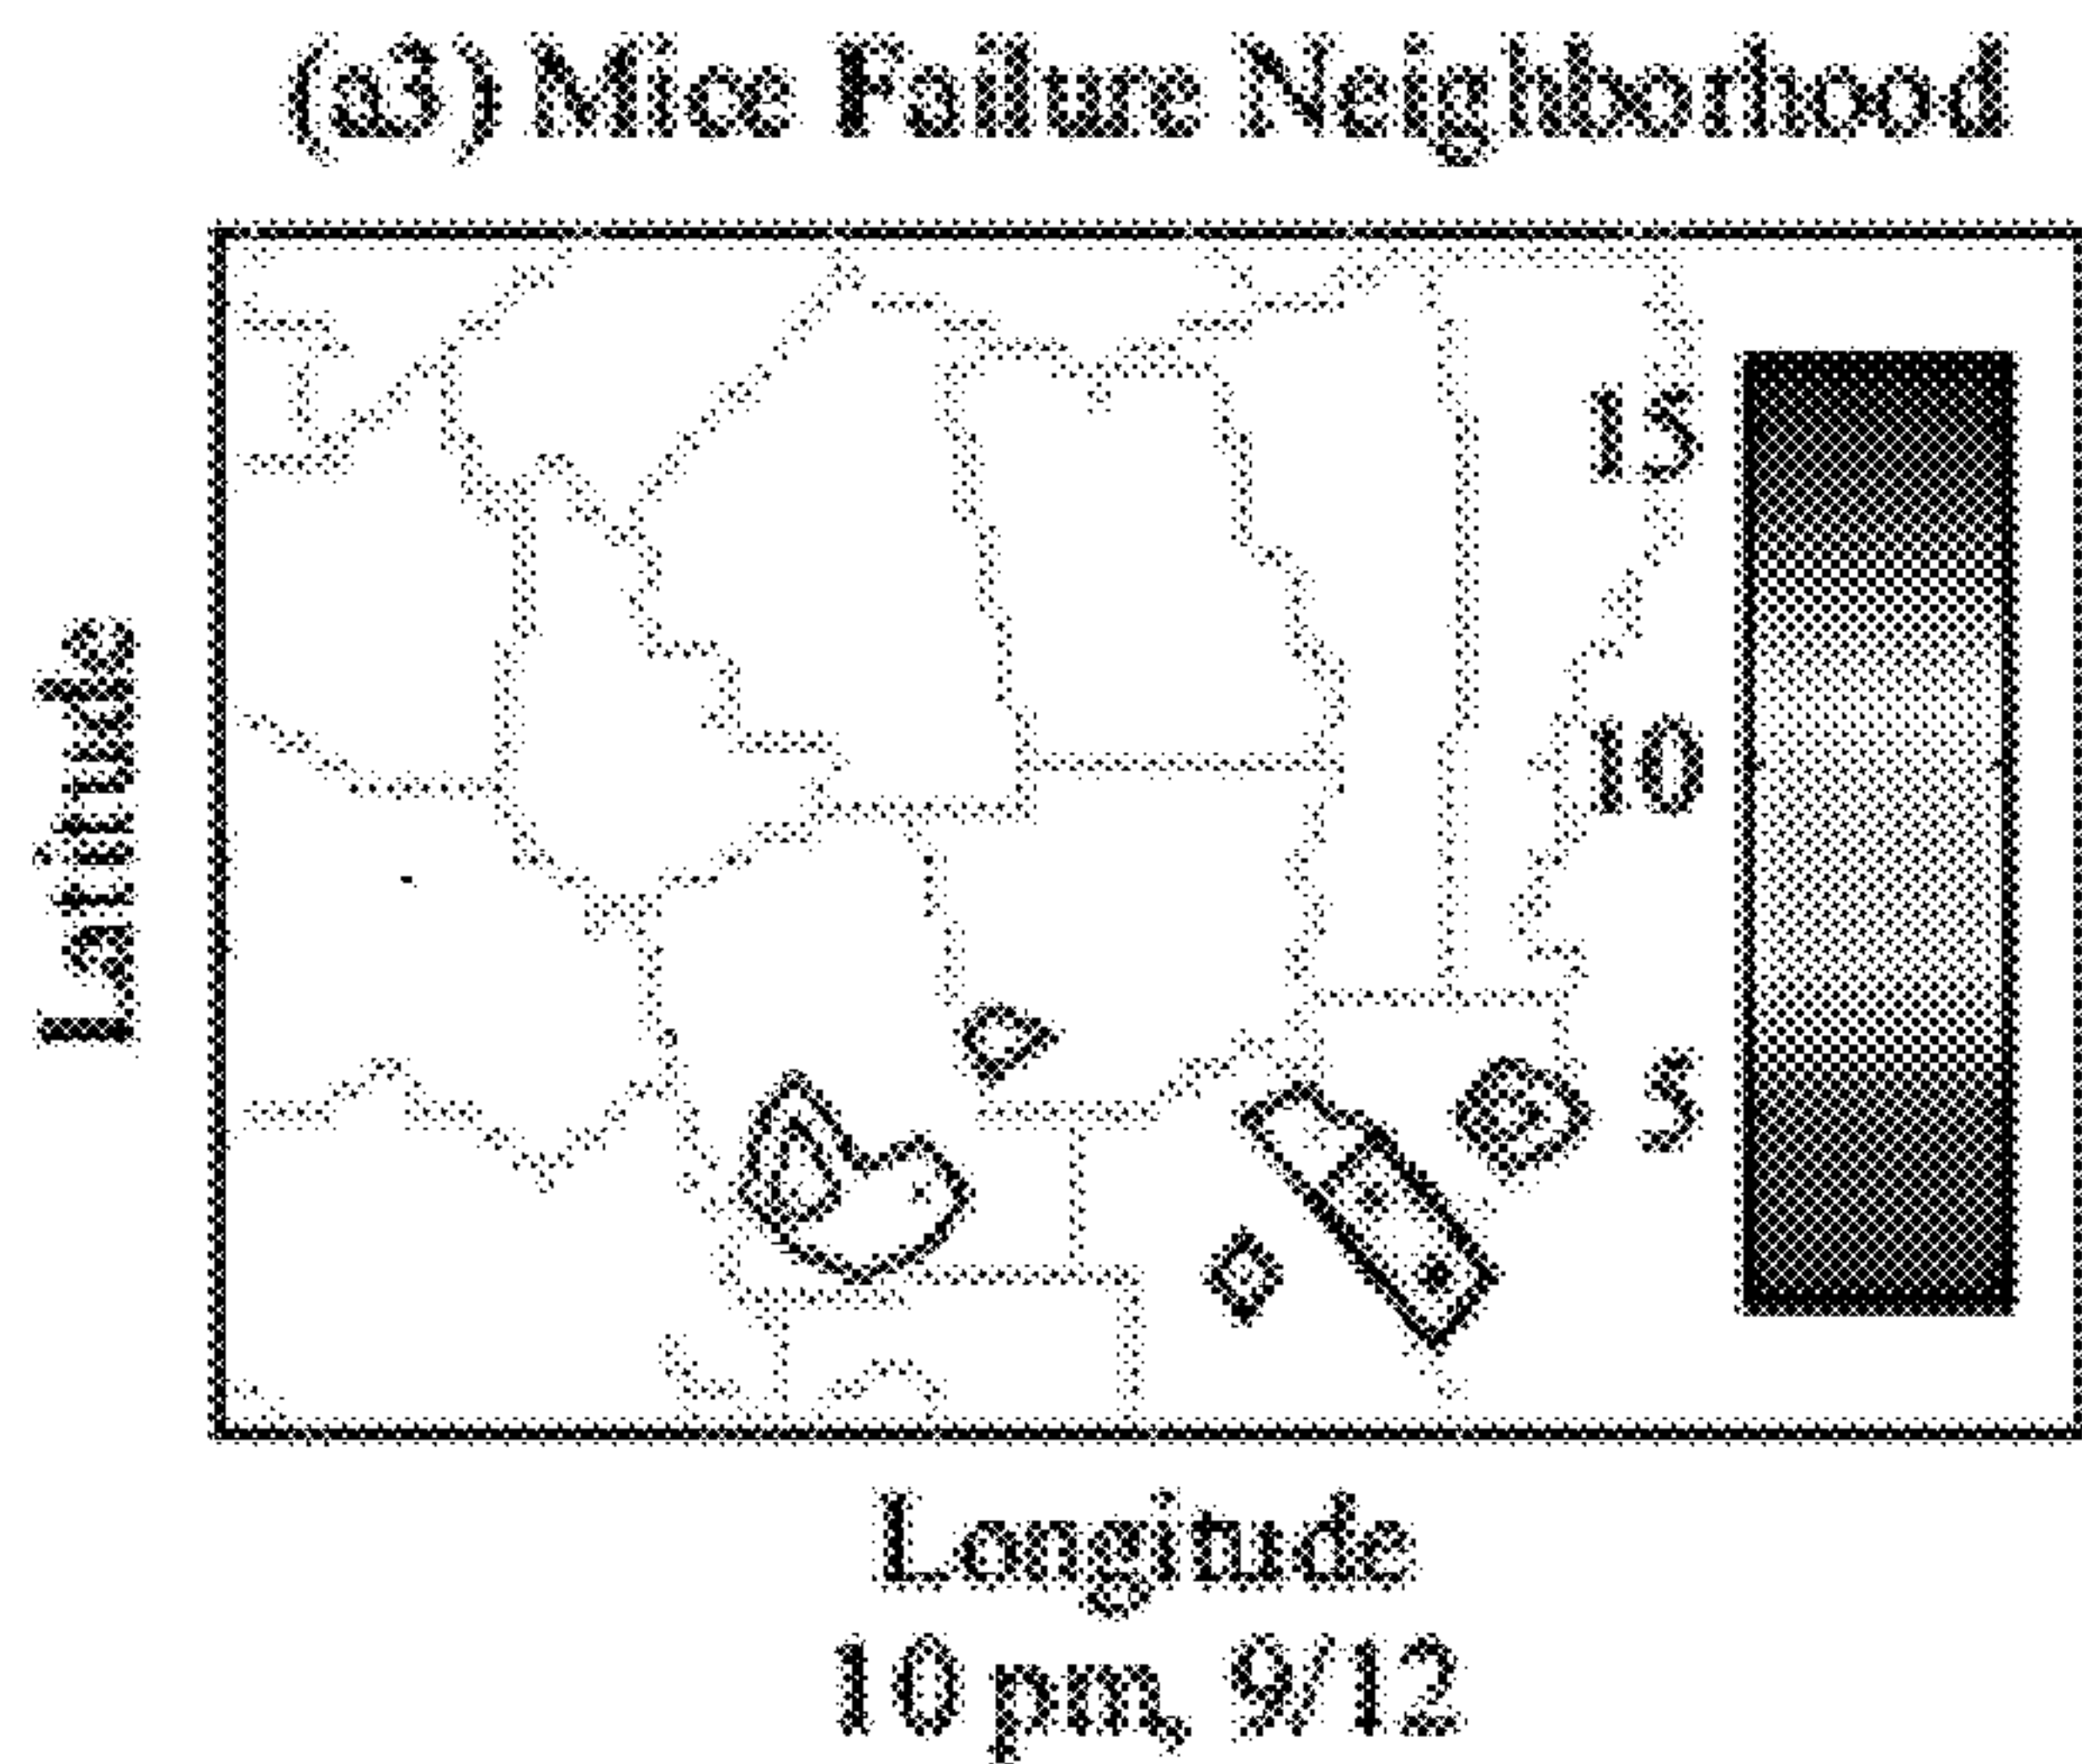 (a3) Mice Failure Neighborhood
Latitude
15
10
5
Longitude
10 pm, 9/12